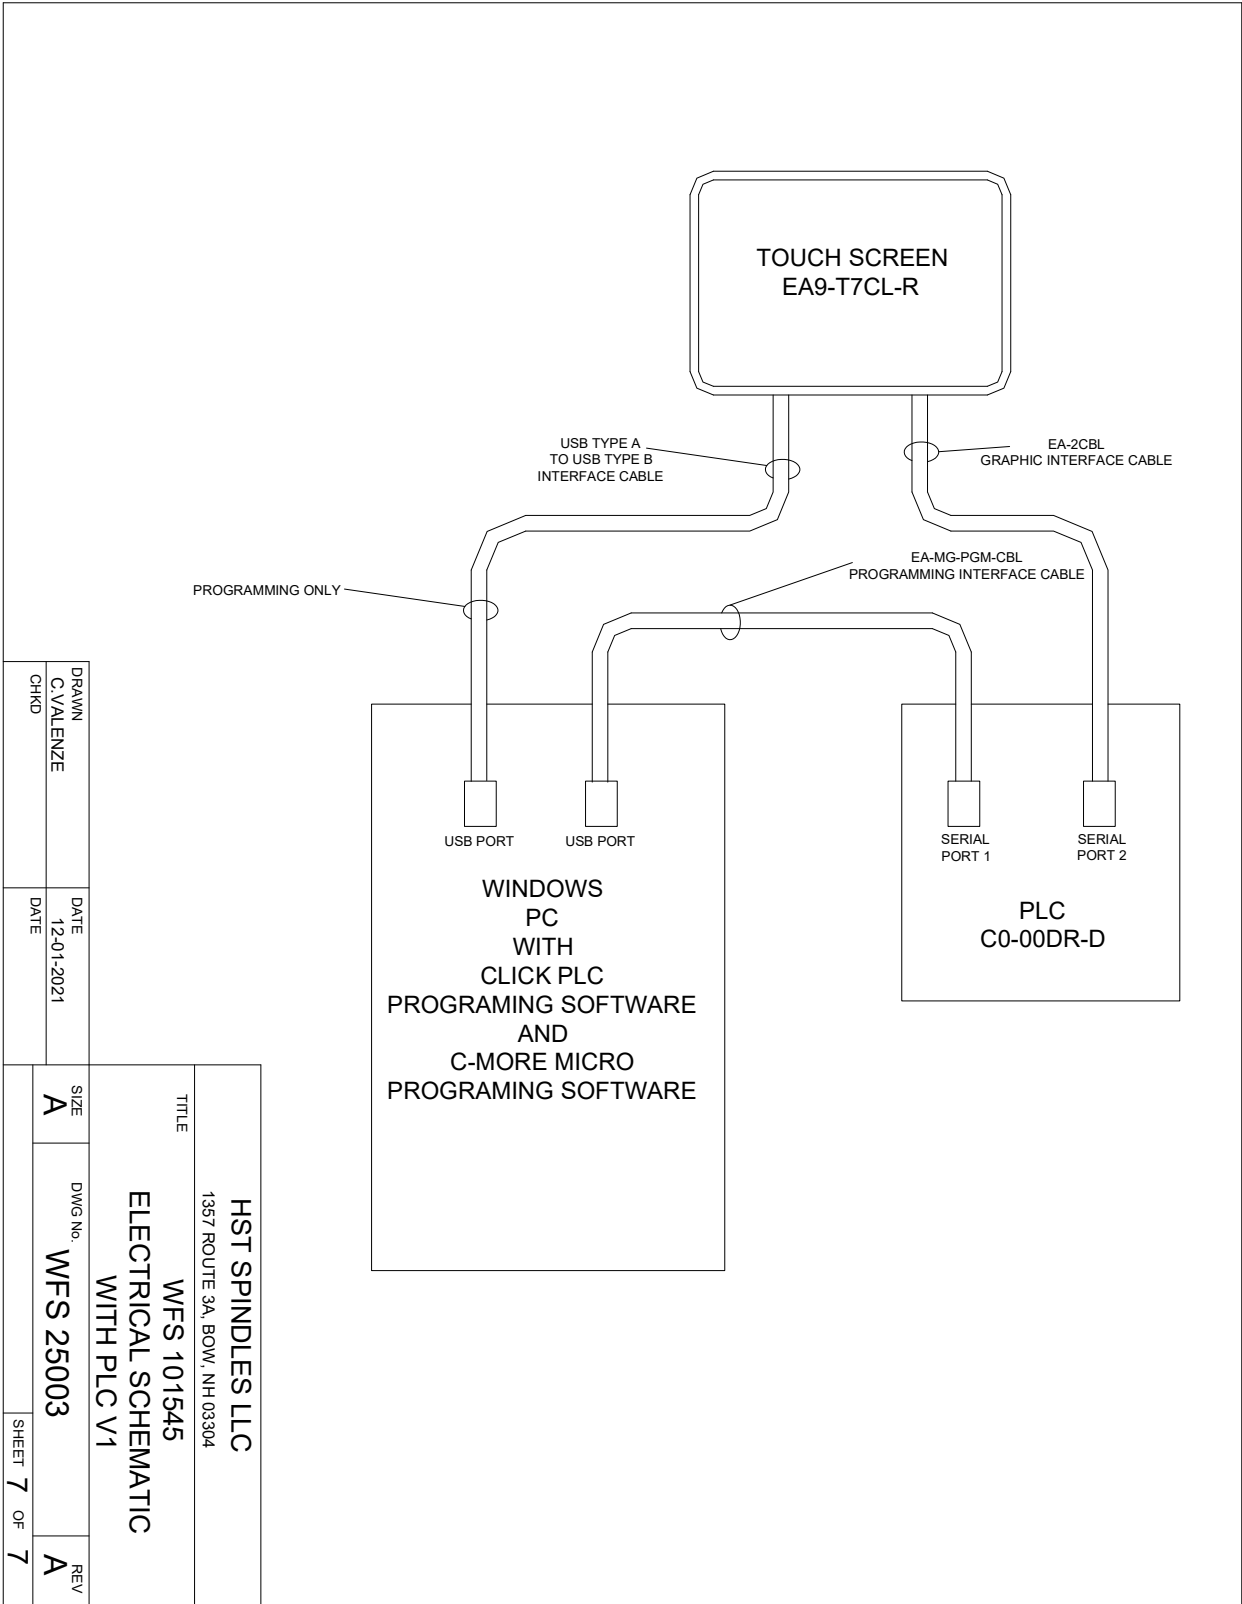 TOUCH SCREEN
EA9-T7CL-R
USB TYPE A
TO USB TYPE B
INTERFACE CABLE
EA-2CBL
GRAPHIC INTERFACE CABLE
EA-MG-PGM-CBL
PROGRAMMING INTERFACE CABLE
PROGRAMMING ONLY
USB PORT
USB PORT
SERIAL
PORT 1
SERIAL
PORT 2
WINDOWS
PC
WITH
CLICK PLC
PROGRAMING SOFTWARE
AND
C-MORE MICRO
PROGRAMING SOFTWARE
PLC
C0-00DR-D
HST SPINDLES LLC
1357 ROUTE 3A, BOW, NH 03304
TITLE
WFS 101545
ELECTRICAL SCHEMATIC
WITH PLC V1
DRAWN
C.VALENZE
DATE
12-01-2021
CHKD
DATE
SIZE
A
DWG No.
WFS 25003
REV
A
SHEET 7 OF 7